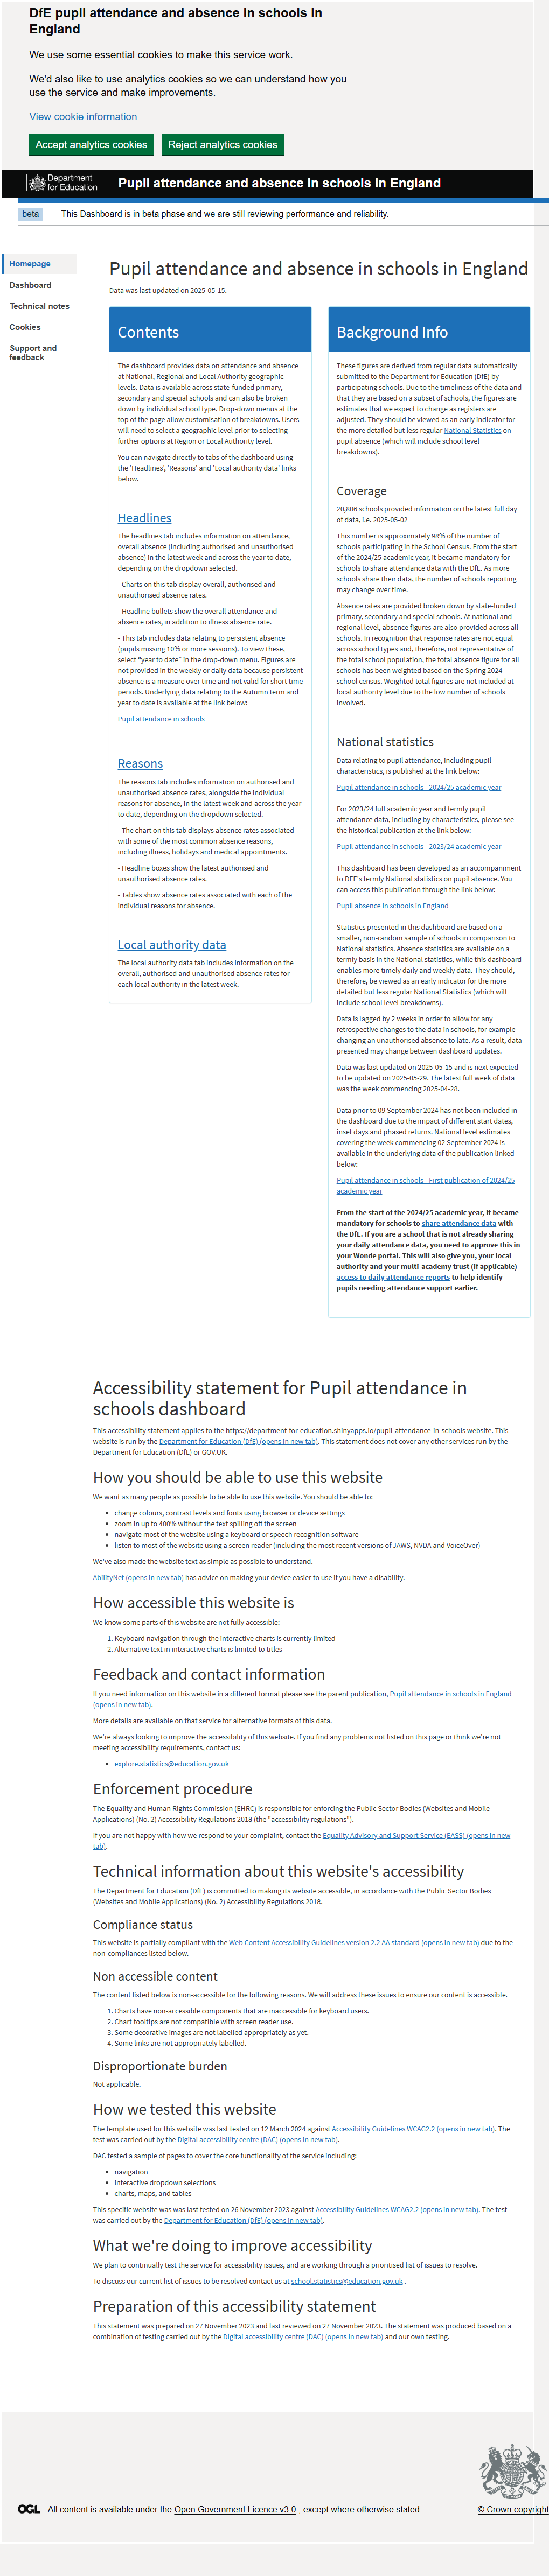 DfE pupil attendance and absence in schools in
England
We use some essential cookies to make this service work.
We'd also like to use analytics cookies so we can understand how you
use the service and make improvements.
View cookie information
Accept analytics cookies
Reject analytics cookies
Department
for Education
Pupil attendance and absence in schools in England
beta
This Dashboard is in beta phase and we are still reviewing performance and reliability.
Homepage
Dashboard
Technical notes
Cookies
Support and
feedback
Pupil attendance and absence in schools in England
Data was last updated on 2025-05-15.
Contents
The dashboard provides data on attendance and absence
at National, Regional and Local Authority geographic
levels. Data is available across state-funded primary,
secondary and special schools and can also be broken
down by individual school type. Drop-down menus at the
top of the page allow customisation of breakdowns. Users
will need to select a geographic level prior to selecting
further options at Region or Local Authority level.
You can navigate directly to tabs of the dashboard using
the 'Headlines', 'Reasons' and 'Local authority data' links
below.
Headlines
The headlines tab includes information on attendance,
overall absence (including authorised and unauthorised
absence) in the latest week and across the year to date,
depending on the dropdown selected.
- Charts on this tab display overall, authorised and
unauthorised absence rates.
- Headline bullets show the overall attendance and
absence rates, in addition to illness absence rate.
- This tab includes data relating to persistent absence
(pupils missing 10% or more sessions). To view these,
select "year to date" in the drop-down menu. Figures are
not provided in the weekly or daily data because persistent
absence is a measure over time and not valid for short time
periods. Underlying data relating to the Autumn term and
year to date is available at the link below:
Pupil attendance in schools
Reasons
The reasons tab includes information on authorised and
unauthorised absence rates, alongside the individual
reasons for absence, in the latest week and across the year
to date, depending on the dropdown selected.
- The chart on this tab displays absence rates associated
with some of the most common absence reasons,
including illness, holidays and medical appointments.
- Headline boxes show the latest authorised and
unauthorised absence rates.
- Tables show absence rates associated with each of the
individual reasons for absence.
Local authority data
The local authority data tab includes information on the
overall, authorised and unauthorised absence rates for
each local authority in the latest week.
Background Info
These figures are derived from regular data automatically
submitted to the Department for Education (DfE) by
participating schools. Due to the timeliness of the data and
that they are based on a subset of schools, the figures are
estimates that we expect to change as registers are
adjusted. They should be viewed as an early indicator for
the more detailed but less regular National Statistics on
pupil absence (which will include school level
breakdowns).
Coverage
20,806 schools provided information on the latest full day
of data, i.e. 2025-05-02
This number is approximately 98% of the number of
schools participating in the School Census. From the start
of the 2024/25 academic year, it became mandatory for
schools to share attendance data with the DfE. As more
schools share their data, the number of schools reporting
may change over time.
Absence rates are provided broken down by state-funded
primary, secondary and special schools. At national and
regional level, absence figures are also provided across all
schools. In recognition that response rates are not equal
across school types and, therefore, not representative of
the total school population, the total absence figure for all
schools has been weighted based on the Spring 2024
school census. Weighted total figures are not included at
local authority level due to the low number of schools
involved.
National statistics
Data relating to pupil attendance, including pupil
characteristics, is published at the link below:
Pupil attendance in schools - 2024/25 academic year
For 2023/24 full academic year and termly pupil
attendance data, including by characteristics, please see
the historical publication at the link below:
Pupil attendance in schools - 2023/24 academic year
This dashboard has been developed as an accompaniment
to DFE's termly National statistics on pupil absence. You
can access this publication through the link below:
Pupil absence in schools in England
Statistics presented in this dashboard are based on a
smaller, non-random sample of schools in comparison to
National statistics. Absence statistics are available on a
termly basis in the National statistics, while this dashboard
enables more timely daily and weekly data. They should,
therefore, be viewed as an early indicator for the more
detailed but less regular National Statistics (which will
include school level breakdowns).
Data is lagged by 2 weeks in order to allow for any
retrospective changes to the data in schools, for example
changing an unauthorised absence to late. As a result, data
presented may change between dashboard updates.
Data was last updated on 2025-05-15 and is next expected
to be updated on 2025-05-29. The latest full week of data
was the week commencing 2025-04-28.
Data prior to 09 September 2024 has not been included in
the dashboard due to the impact of different start dates,
inset days and phased returns. National level estimates
covering the week commencing 02 September 2024 is
available in the underlying data of the publication linked
below:
Pupil attendance in schools - First publication of 2024/25
academic year
From the start of the 2024/25 academic year, it became
mandatory for schools to share attendance data with
the DfE. If you are a school that is not already sharing
your daily attendance data, you need to approve this in
your Wonde portal. This will also give you, your local
authority and your multi-academy trust (if applicable)
access to daily attendance reports to help identify
pupils needing attendance support earlier.
Accessibility statement for Pupil attendance in
schools dashboard
This accessibility statement applies to the https://department-for-education.shinyapps.io/pupil-attendance-in-schools website. This
website is run by the Department for Education (DfE) (opens in new tab). This statement does not cover any other services run by the
Department for Education (DfE) or GOV.UK.
How you should be able to use this website
We want as many people as possible to be able to use this website. You should be able to:
• change colours, contrast levels and fonts using browser or device settings
• zoom in up to 400% without the text spilling off the screen
• navigate most of the website using a keyboard or speech recognition software
• listen to most of the website using a screen reader (including the most recent versions of JAWS, NVDA and VoiceOver)
We've also made the website text as simple as possible to understand.
AbilityNet (opens in new tab) has advice on making your device easier to use if you have a disability.
How accessible this website is
We know some parts of this website are not fully accessible:
1. Keyboard navigation through the interactive charts is currently limited
2. Alternative text in interactive charts is limited to titles
Feedback and contact information
If you need information on this website in a different format please see the parent publication, Pupil attendance in schools in England
(opens in new tab).
More details are available on that service for alternative formats of this data.
We're always looking to improve the accessibility of this website. If you find any problems not listed on this page or think we're not
meeting accessibility requirements, contact us:
• explore.statistics@education.gov.uk
Enforcement procedure
The Equality and Human Rights Commission (EHRC) is responsible for enforcing the Public Sector Bodies (Websites and Mobile
Applications) (No. 2) Accessibility Regulations 2018 (the "accessibility regulations").
If you are not happy with how we respond to your complaint, contact the Equality Advisory and Support Service (EASS) (opens in new
tab).
Technical information about this website's accessibility
The Department for Education (DfE) is committed to making its website accessible, in accordance with the Public Sector Bodies
(Websites and Mobile Applications) (No. 2) Accessibility Regulations 2018.
Compliance status
This website is partially compliant with the Web Content Accessibility Guidelines version 2.2 AA standard (opens in new tab) due to the
non-compliances listed below.
Non accessible content
The content listed below is non-accessible for the following reasons. We will address these issues to ensure our content is accessible.
1. Charts have non-accessible components that are inaccessible for keyboard users.
2. Chart tooltips are not compatible with screen reader use.
3. Some decorative images are not labelled appropriately as yet.
4. Some links are not appropriately labelled.
Disproportionate burden
Not applicable.
How we tested this website
The template used for this website was last tested on 12 March 2024 against Accessibility Guidelines WCAG2.2 (opens in new tab). The
test was carried out by the Digital accessibility centre (DAC) (opens in new tab).
DAC tested a sample of pages to cover the core functionality of the service including:
• navigation
• interactive dropdown selections
• charts, maps, and tables
This specific website was was last tested on 26 November 2023 against Accessibility Guidelines WCAG2.2 (opens in new tab). The test
was carried out by the Department for Education (DfE) (opens in new tab).
What we're doing to improve accessibility
We plan to continually test the service for accessibility issues, and are working through a prioritised list of issues to resolve.
To discuss our current list of issues to be resolved contact us at school.statistics@education.gov.uk .
Preparation of this accessibility statement
This statement was prepared on 27 November 2023 and last reviewed on 27 November 2023. The statement was produced based on a
combination of testing carried out by the Digital accessibility centre (DAC) (opens in new tab) and our own testing.
OGL All content is available under the Open Government Licence v3.0 , except where otherwise stated
© Crown copyright